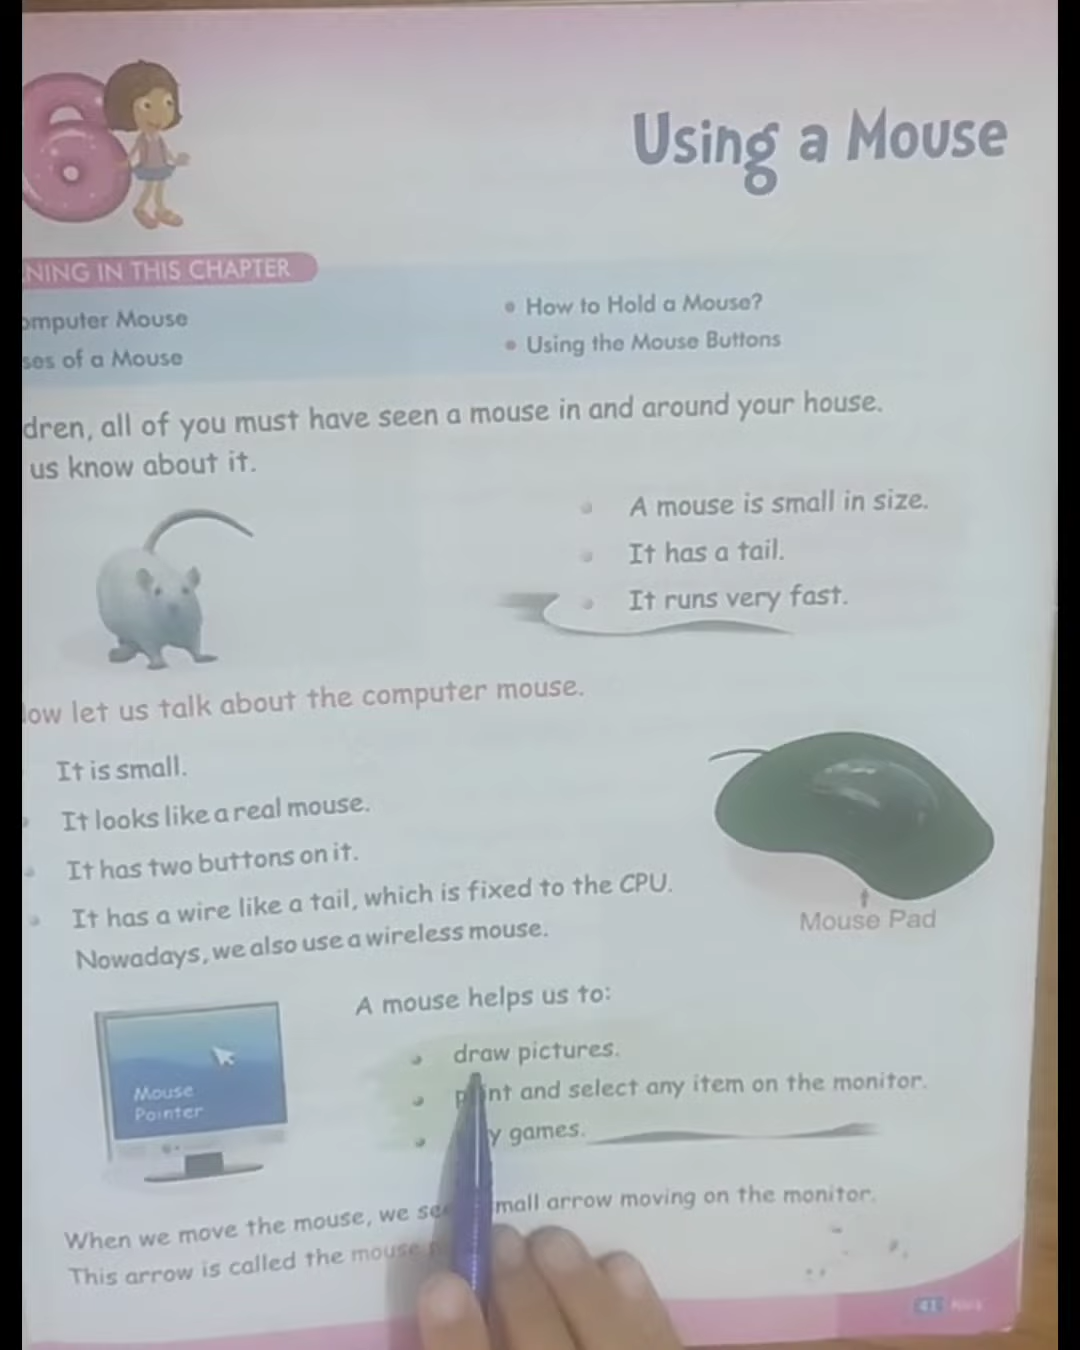 6
Using a Mouse
NING IN THIS CHAPTER
omputer Mouse
ses of a Mouse
How to Hold a Mouse?
Using the Mouse Buttons
dren, all of you must have seen a mouse in and around your house.
us know about it.
A mouse is small in size.
It has a tail.
It runs very fast.
ow let us talk about the computer mouse.
It is small.
It looks like a real mouse.
It has two buttons on it.
It has a wire like a tail, which is fixed to the CPU.
Nowadays, we also use a wireless mouse.
Mouse Pad
A mouse helps us to:
draw pictures.
and select any item on the monitor.
games.
Mouse
Pointer
When we move the mouse, we small arrow moving on the monitor.
This arrow is called the mouse
41